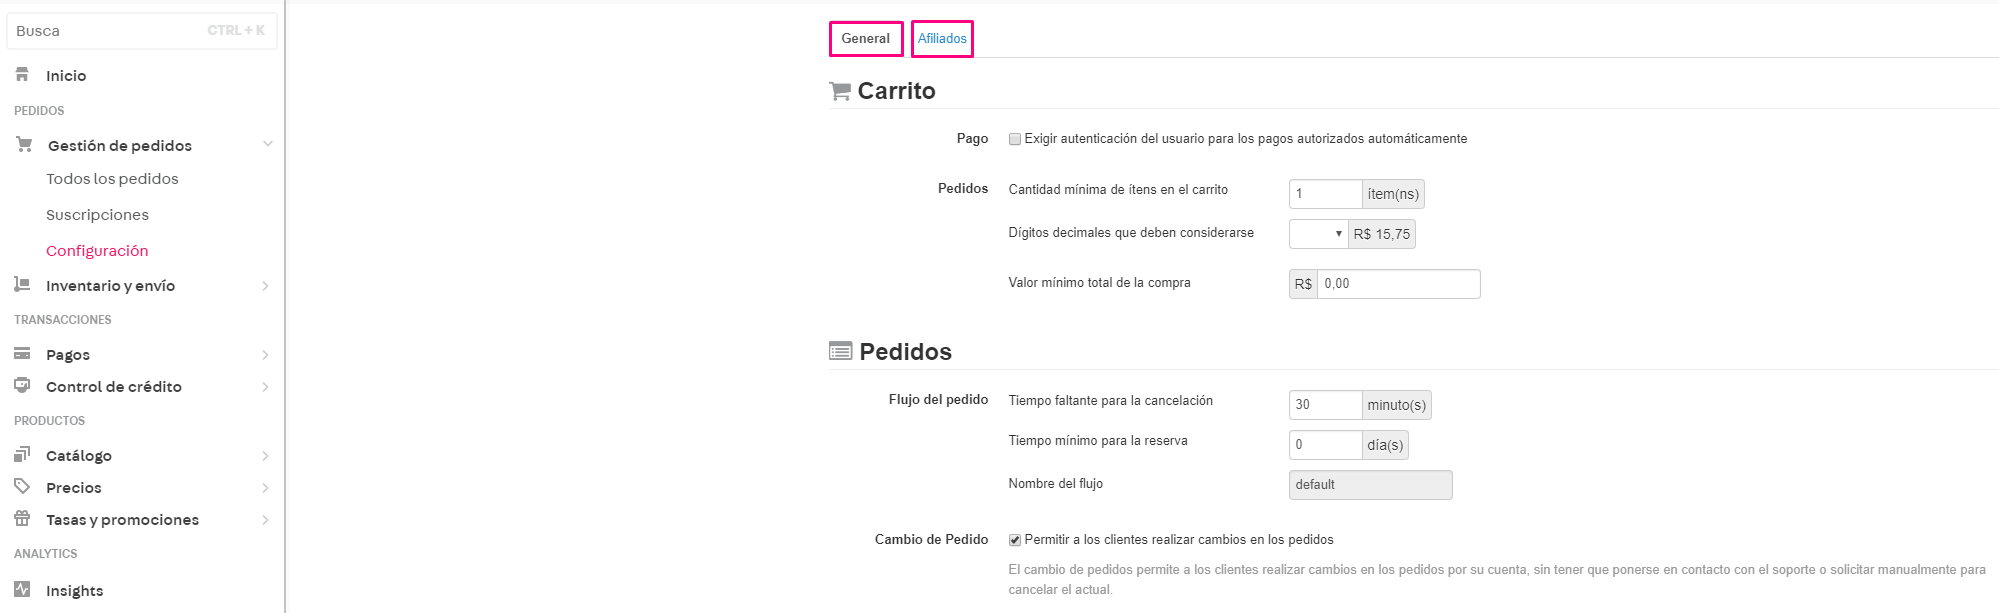 Busca CTRL + K
Inicio
PEDIDOS
Gestión de pedidos
Todos los pedidos
Suscripciones
Configuración
Inventario y envío
TRANSACCIONES
Pagos
Control de crédito
PRODUCTOS
Catálogo
Precios
Tasas y promociones
ANALYTICS
Insights
General Afiliados
Carrito
Pago Exigir autenticación del usuario para los pagos autorizados automáticamente
Pedidos Cantidad mínima de ítens en el carrito 1 ítem(ns)
Dígitos decimales que deben considerarse R$ 15,75
Valor mínimo total de la compra R$ 0,00
Pedidos
Flujo del pedido Tiempo faltante para la cancelación 30 minuto(s)
Tiempo mínimo para la reserva 0 día(s)
Nombre del flujo default
Cambio de Pedido Permitir a los clientes realizar cambios en los pedidos
El cambio de pedidos permite a los clientes realizar cambios en los pedidos por su cuenta, sin tener que ponerse en contacto con el soporte o solicitar manualmente para
cancelar el actual.